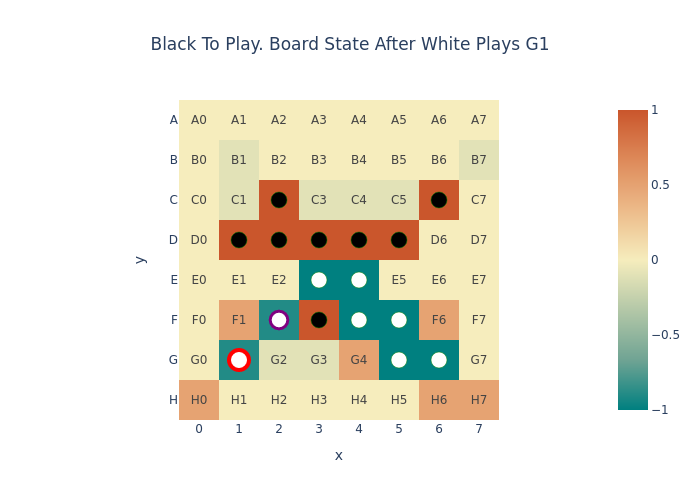 Black To Play. Board State After White Plays G1
A A0 A1 A2 A3 A4 A5 A6 A7
B B0 B1 B2 B3 B4 B5 B6 B7
C C0 C1 C3 C4 C5 C7
D D0 D6 D7
E E0 E1 E2 E5 E6 E7
F F0 F1 F6 F7
G G0 G2 G3 G4 G7
H H0 H1 H2 H3 H4 H5 H6 H7
0 1 2 3 4 5 6 7
x
y
1
0.5
0
−0.5
−1